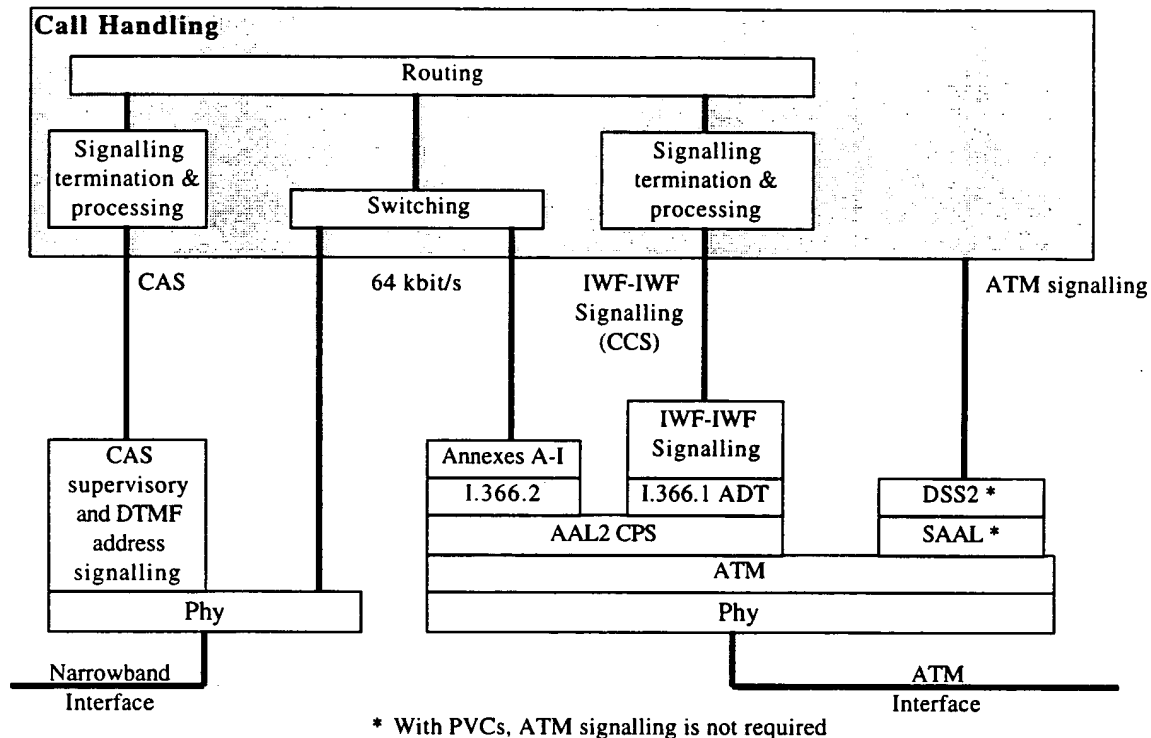 Call Handling
Routing
Signalling
termination &
processing
Switching
Signalling
termination &
processing
CAS
64 kbit/s
IWF-IWF
Signalling
(CCS)
ATM signalling
CAS
supervisory
and DTMF
address
signalling
Phy
Annexes A-I
I.366.2
IWF-IWF
Signalling
I.366.1 ADT
AAL2 CPS
DSS2 *
SAAL *
ATM
Phy
Narrowband
Interface
ATM
Interface
* With PVCs, ATM signalling is not required